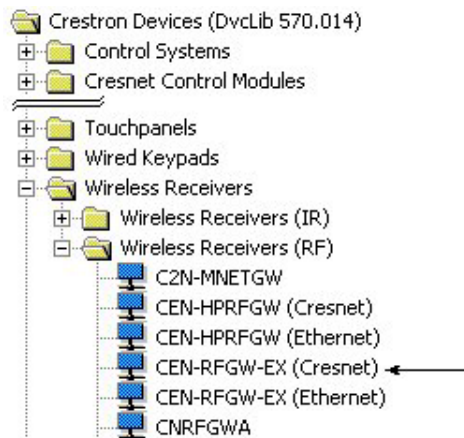 Crestron Devices (DvcLib 570.014)
Control Systems
Cresnet Control Modules
Touchpanels
Wired Keypads
Wireless Receivers
Wireless Receivers (IR)
Wireless Receivers (RF)
C2N-MNETGW
CEN-HPRFGW (Cresnet)
CEN-HPRFGW (Ethernet)
CEN-RFGW-EX (Cresnet)
CEN-RFGW-EX (Ethernet)
CNRFGWA